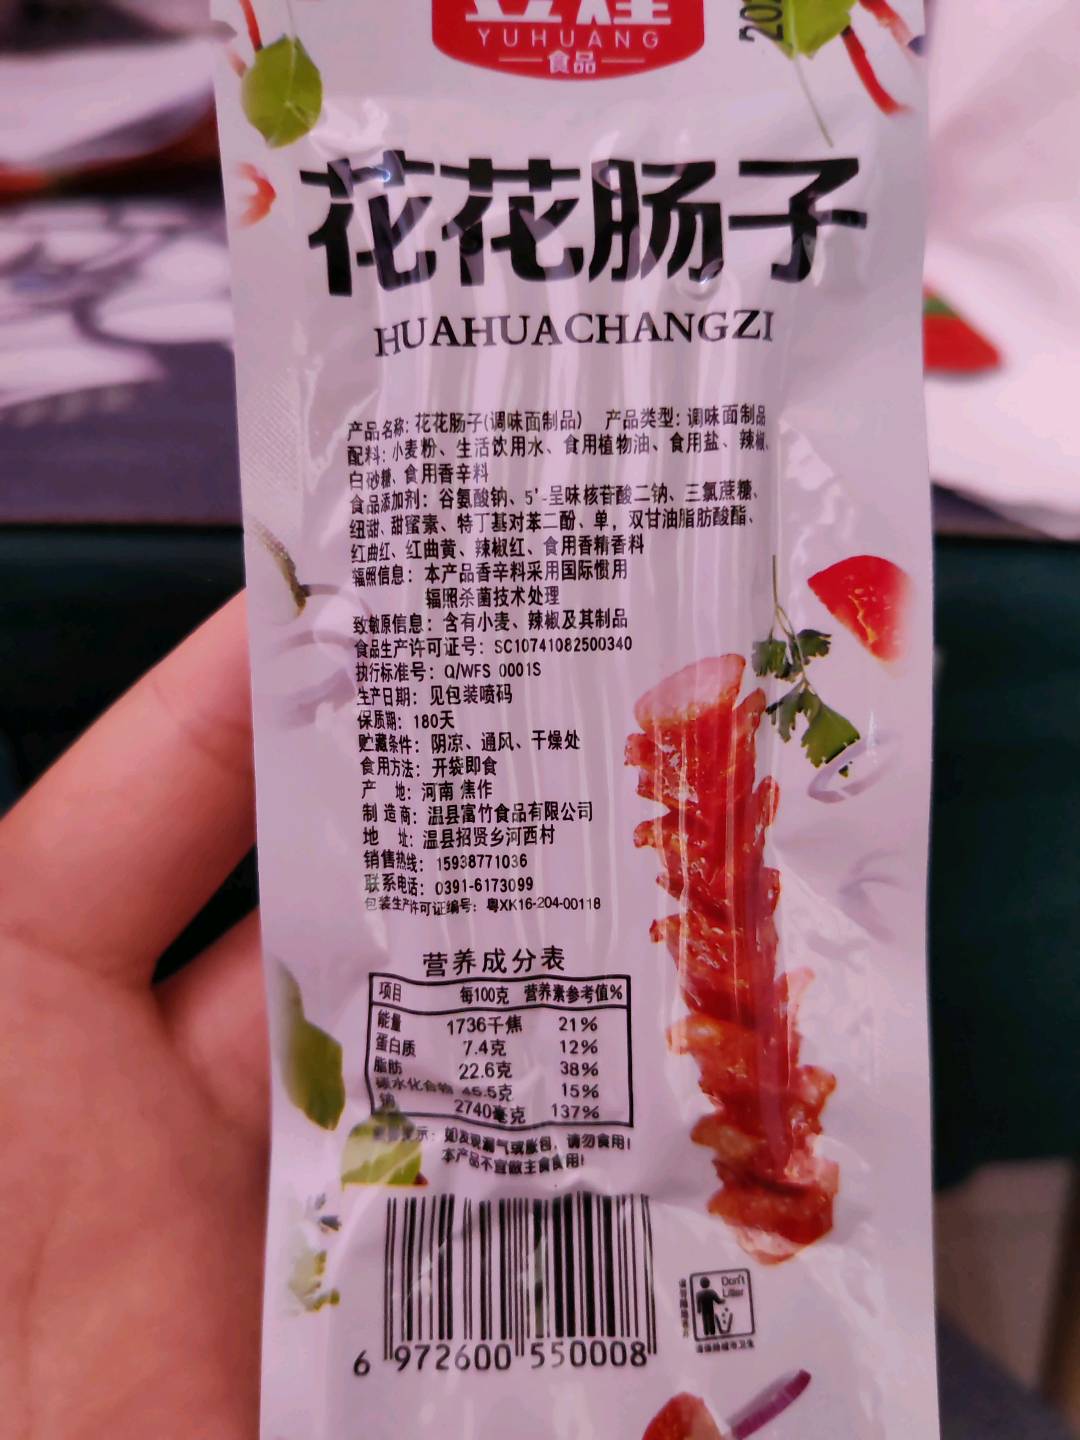 YUHUANG
食品
202
花花肠子
HUAHUACHANGZI
产品名称: 花花肠子(调味面制品) 产品类型: 调味面制品
配料: 小麦粉、生活饮用水、食用植物油、食用盐、辣椒、
白砂糖、食用香辛料
食品添加剂: 谷氨酸钠、5'-呈味核苷酸二钠、三氯蔗糖、
纽甜、甜蜜素、特丁基对苯二酚、单，双甘油脂肪酸酯、
红曲红、红曲黄、辣椒红、食用香精香料
辐照信息: 本产品香辛料采用国际惯用
辐照杀菌技术处理
致敏原信息: 含有小麦、辣椒及其制品
食品生产许可证号: SC10741082500340
执行标准号: Q/WFS 0001S
生产日期: 见包装喷码
保质期: 180天
贮藏条件: 阴凉、通风、干燥处
食用方法: 开袋即食
产 地: 河南 焦作
制造商: 温县富竹食品有限公司
地 址: 温县招贤乡河西村
销售热线: 15938771036
联系电话: 0391-6173099
包装生产许可证编号: 粤XK16-204-00118
营养成分表
项目 每100克 营养素参考值%
能量 1736千焦 21%
蛋白质 7.4克 12%
脂肪 22.6克 38%
碳水化合物 45.5克 15%
钠 2740毫克 137%
示: 如发现漏气或胀包, 请勿食用!
本产品不宜做主食食用!
6 972600 550008
Don't
Litter